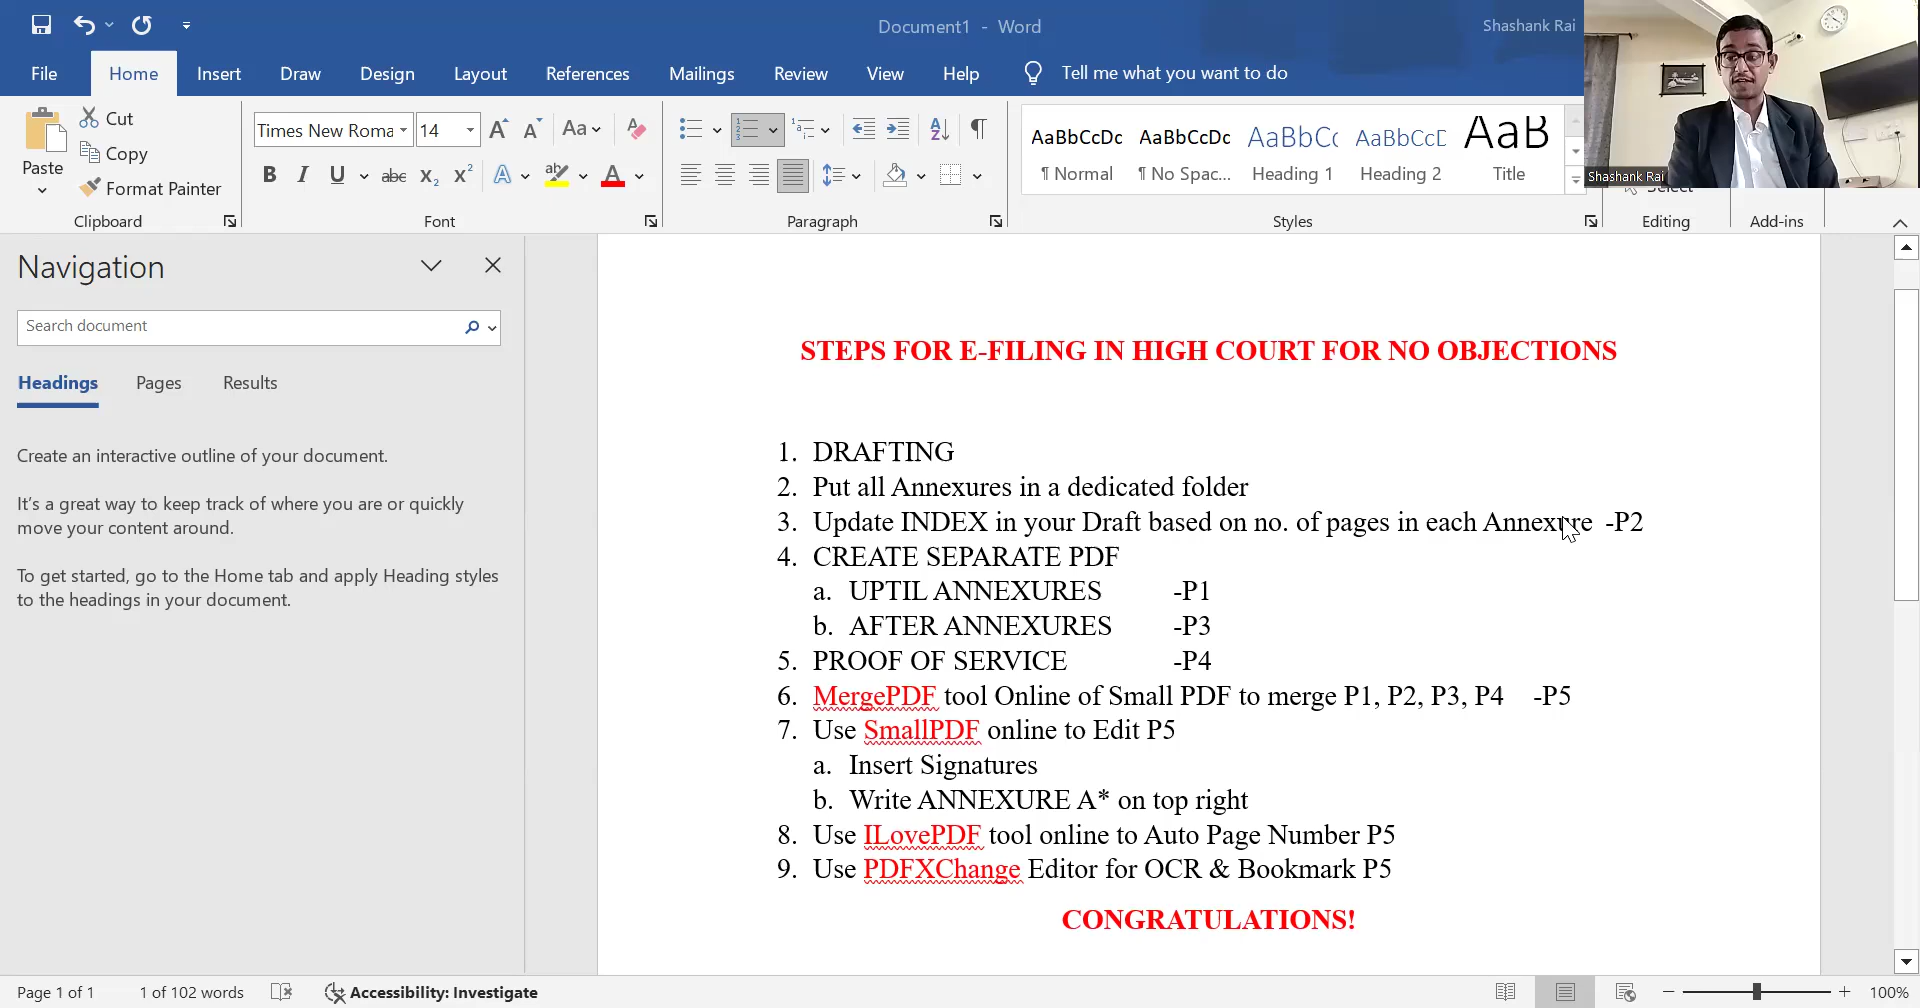 Document1 - Word
Shashank Rai
File Home Insert Draw Design Layout References Mailings Review View Help Tell me what you want to do
Paste
Cut
Copy
Format Painter
Times New Roma 14
Aa
B I U abc X₂ X²
AaBbCcDc AaBbCcDc AaBbCc AaBbCcD AaB
¶ Normal ¶ No Spac... Heading 1 Heading 2 Title
Shashank Rai
Select
Clipboard Font Paragraph Styles Editing Add-ins
Navigation
Search document
Headings Pages Results
Create an interactive outline of your document.
It's a great way to keep track of where you are or quickly
move your content around.
To get started, go to the Home tab and apply Heading styles
to the headings in your document.
STEPS FOR E-FILING IN HIGH COURT FOR NO OBJECTIONS
1. DRAFTING
2. Put all Annexures in a dedicated folder
3. Update INDEX in your Draft based on no. of pages in each Annexure -P2
4. CREATE SEPARATE PDF
a. UPTIL ANNEXURES -P1
b. AFTER ANNEXURES -P3
5. PROOF OF SERVICE -P4
6. MergePDF tool Online of Small PDF to merge P1, P2, P3, P4 -P5
7. Use SmallPDF online to Edit P5
a. Insert Signatures
b. Write ANNEXURE A* on top right
8. Use ILovePDF tool online to Auto Page Number P5
9. Use PDFXChange Editor for OCR & Bookmark P5
CONGRATULATIONS!
Page 1 of 1 1 of 102 words Accessibility: Investigate 100%